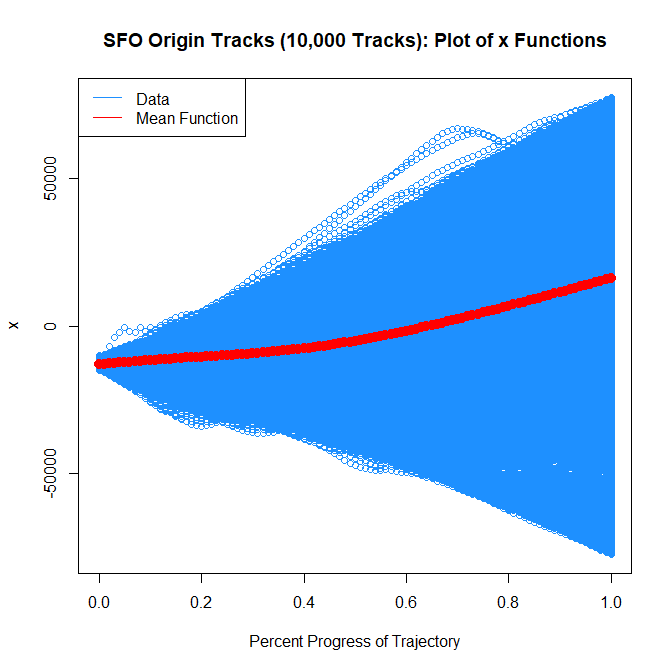 SFO Origin Tracks (10,000 Tracks): Plot of x Functions
Data
Mean Function
50000
0
-50000
x
0.0 0.2 0.4 0.6 0.8 1.0
Percent Progress of Trajectory